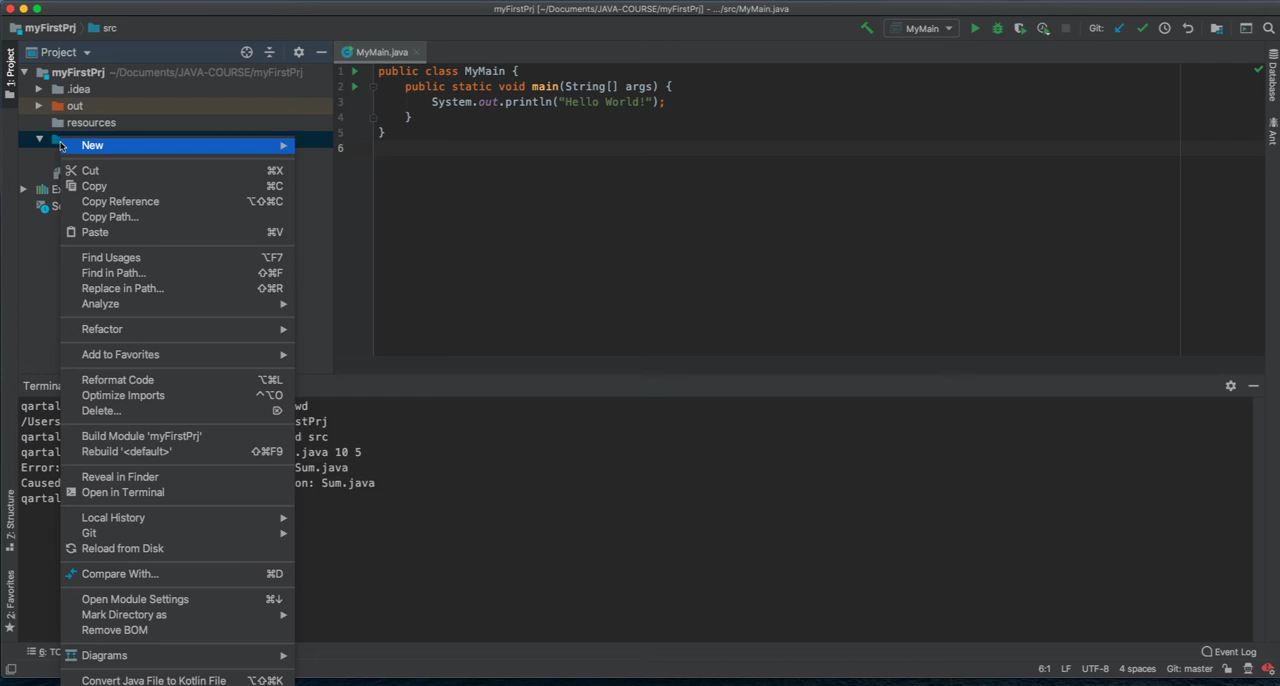 myFirstPrj [~/Documents/JAVA-COURSE/myFirstPrj] - .../src/MyMain.java
myFirstPrj src MyMain Git:
1: Project
Project
MyMain.java
myFirstPrj ~/Documents/JAVA-COURSE/myFirstPrj
.idea
out
resources
1 public class MyMain {
2 public static void main(String[] args) {
3 System.out.println("Hello World!");
4 }
5 }
6
Database
Ant
New
Cut ⌘X
Copy ⌘C
Copy Reference ⌥⇧⌘C
Copy Path...
Paste ⌘V
Find Usages ⌥F7
Find in Path... ⇧⌘F
Replace in Path... ⇧⌘R
Analyze
Refactor
Add to Favorites
Reformat Code ⌥⌘L
Optimize Imports ^⌥O
Delete... ⌦
Build Module 'myFirstPrj'
Rebuild '<default>' ⇧⌘F9
Reveal in Finder
Open in Terminal
Local History
Git
Reload from Disk
Compare With... ⌘D
Open Module Settings ⌘↓
Mark Directory as
Remove BOM
Diagrams
Convert Java File to Kotlin File ⌥⇧⌘K
Termina
qartal wd
/Users stPrj
qartal d src
qartal .java 10 5
Error: Sum.java
Caused on: Sum.java
qartal
Z: Structure
2: Favorites
6: TO
Event Log
6:1 LF UTF-8 4 spaces Git: master